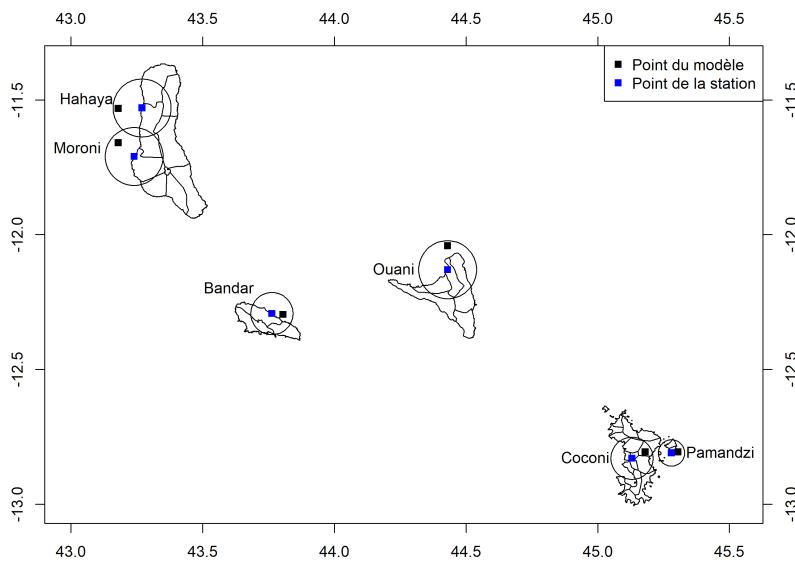 43.0 43.5 44.0 44.5 45.0 45.5
Point du modèle
Point de la station
-11.5 -11.5
Hahaya
Moroni
-12.0 -12.0
Ouani
Bandar
-12.5 -12.5
Coconi Pamandzi
-13.0 -13.0
43.0 43.5 44.0 44.5 45.0 45.5